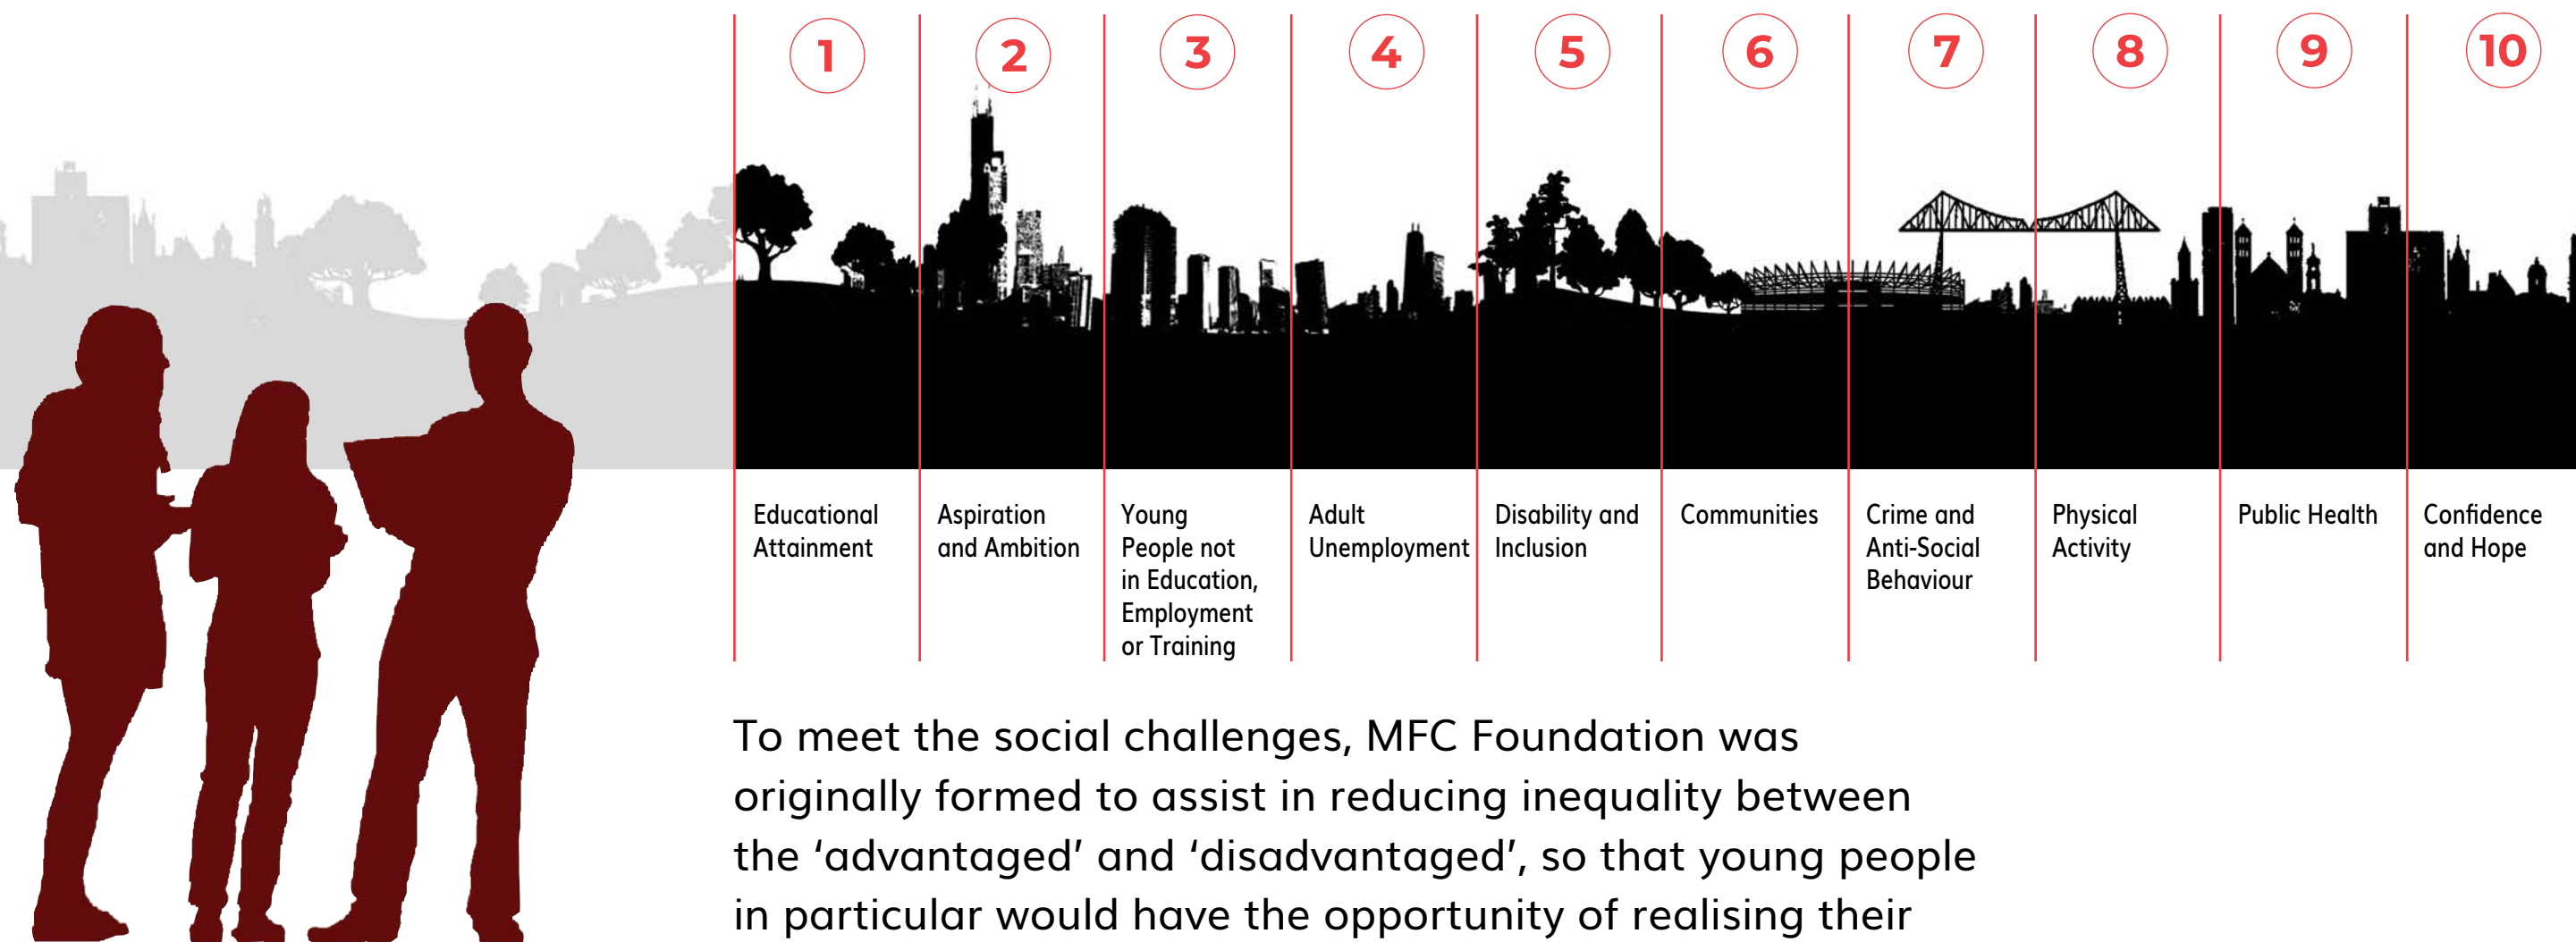 1
2
3
4
5
6
7
8
9
10
Educational
Attainment
Aspiration
and Ambition
Young
People not
in Education,
Employment
or Training
Adult
Unemployment
Disability and
Inclusion
Communities
Crime and
Anti-Social
Behaviour
Physical
Activity
Public Health
Confidence
and Hope
To meet the social challenges, MFC Foundation was
originally formed to assist in reducing inequality between
the ‘advantaged’ and ‘disadvantaged’, so that young people
in particular would have the opportunity of realising their